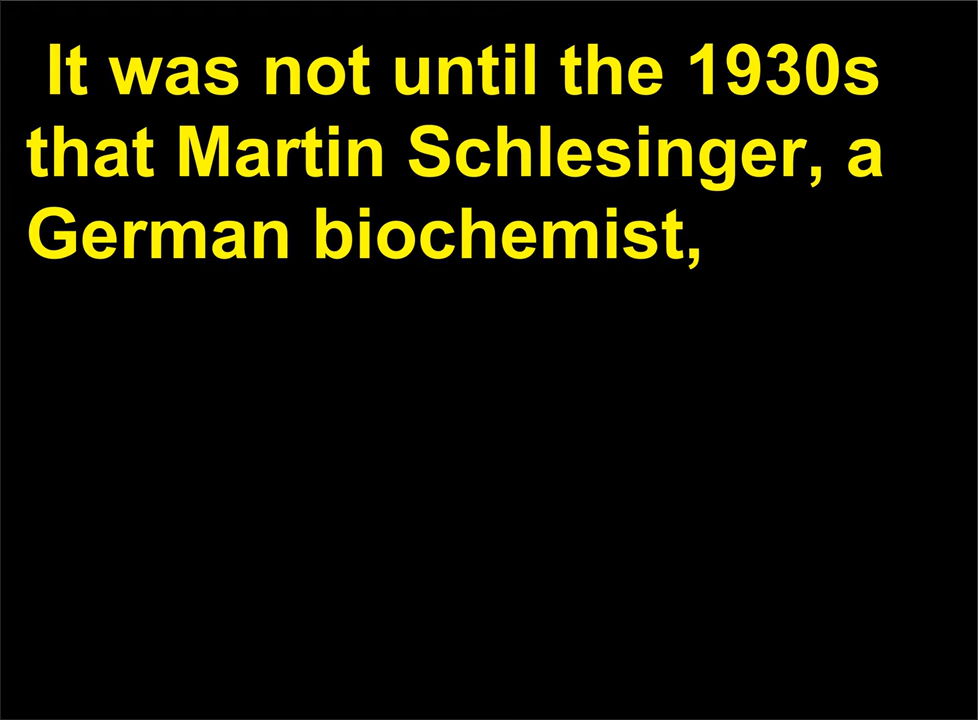 It was not until the 1930s
that Martin Schlesinger, a
German biochemist,